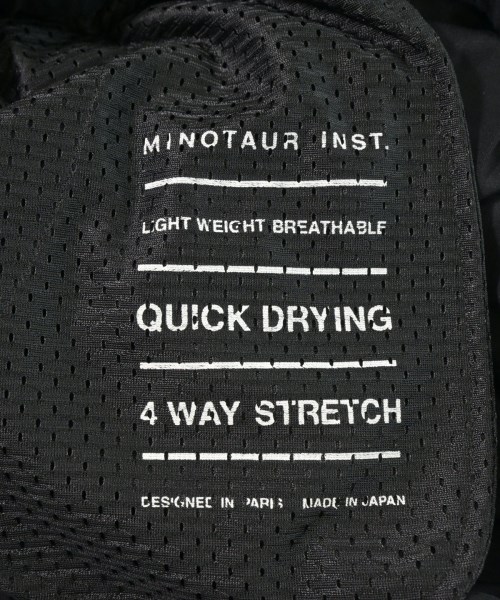 MINOTAUR INST.
LIGHT WEIGHT BREATHABLE
QUICK DRYING
4 WAY STRETCH
DESIGNED IN PARIS MADE IN JAPAN